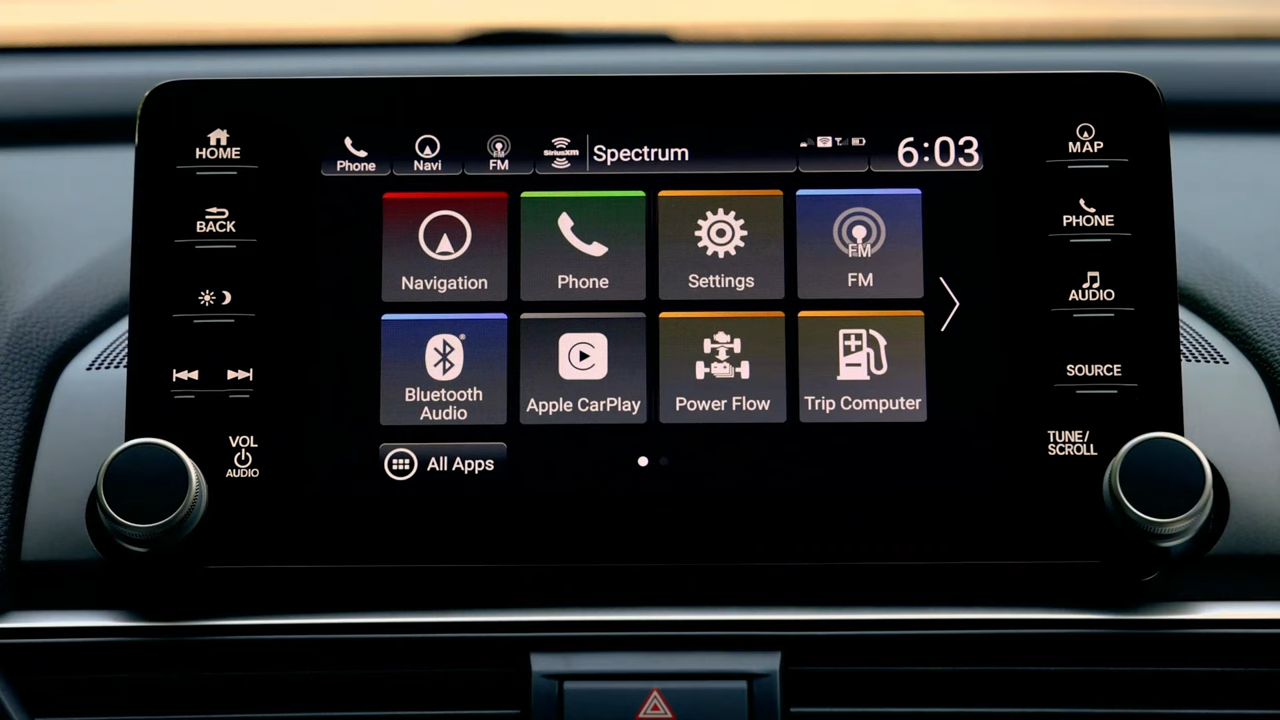 HOME
BACK
VOL
AUDIO
Phone
Navi
FM
FM
SiriusXM
Spectrum
6:03
Navigation
Phone
Settings
FM
FM
Bluetooth
Audio
Apple CarPlay
Power Flow
Trip Computer
All Apps
MAP
PHONE
AUDIO
SOURCE
TUNE/
SCROLL